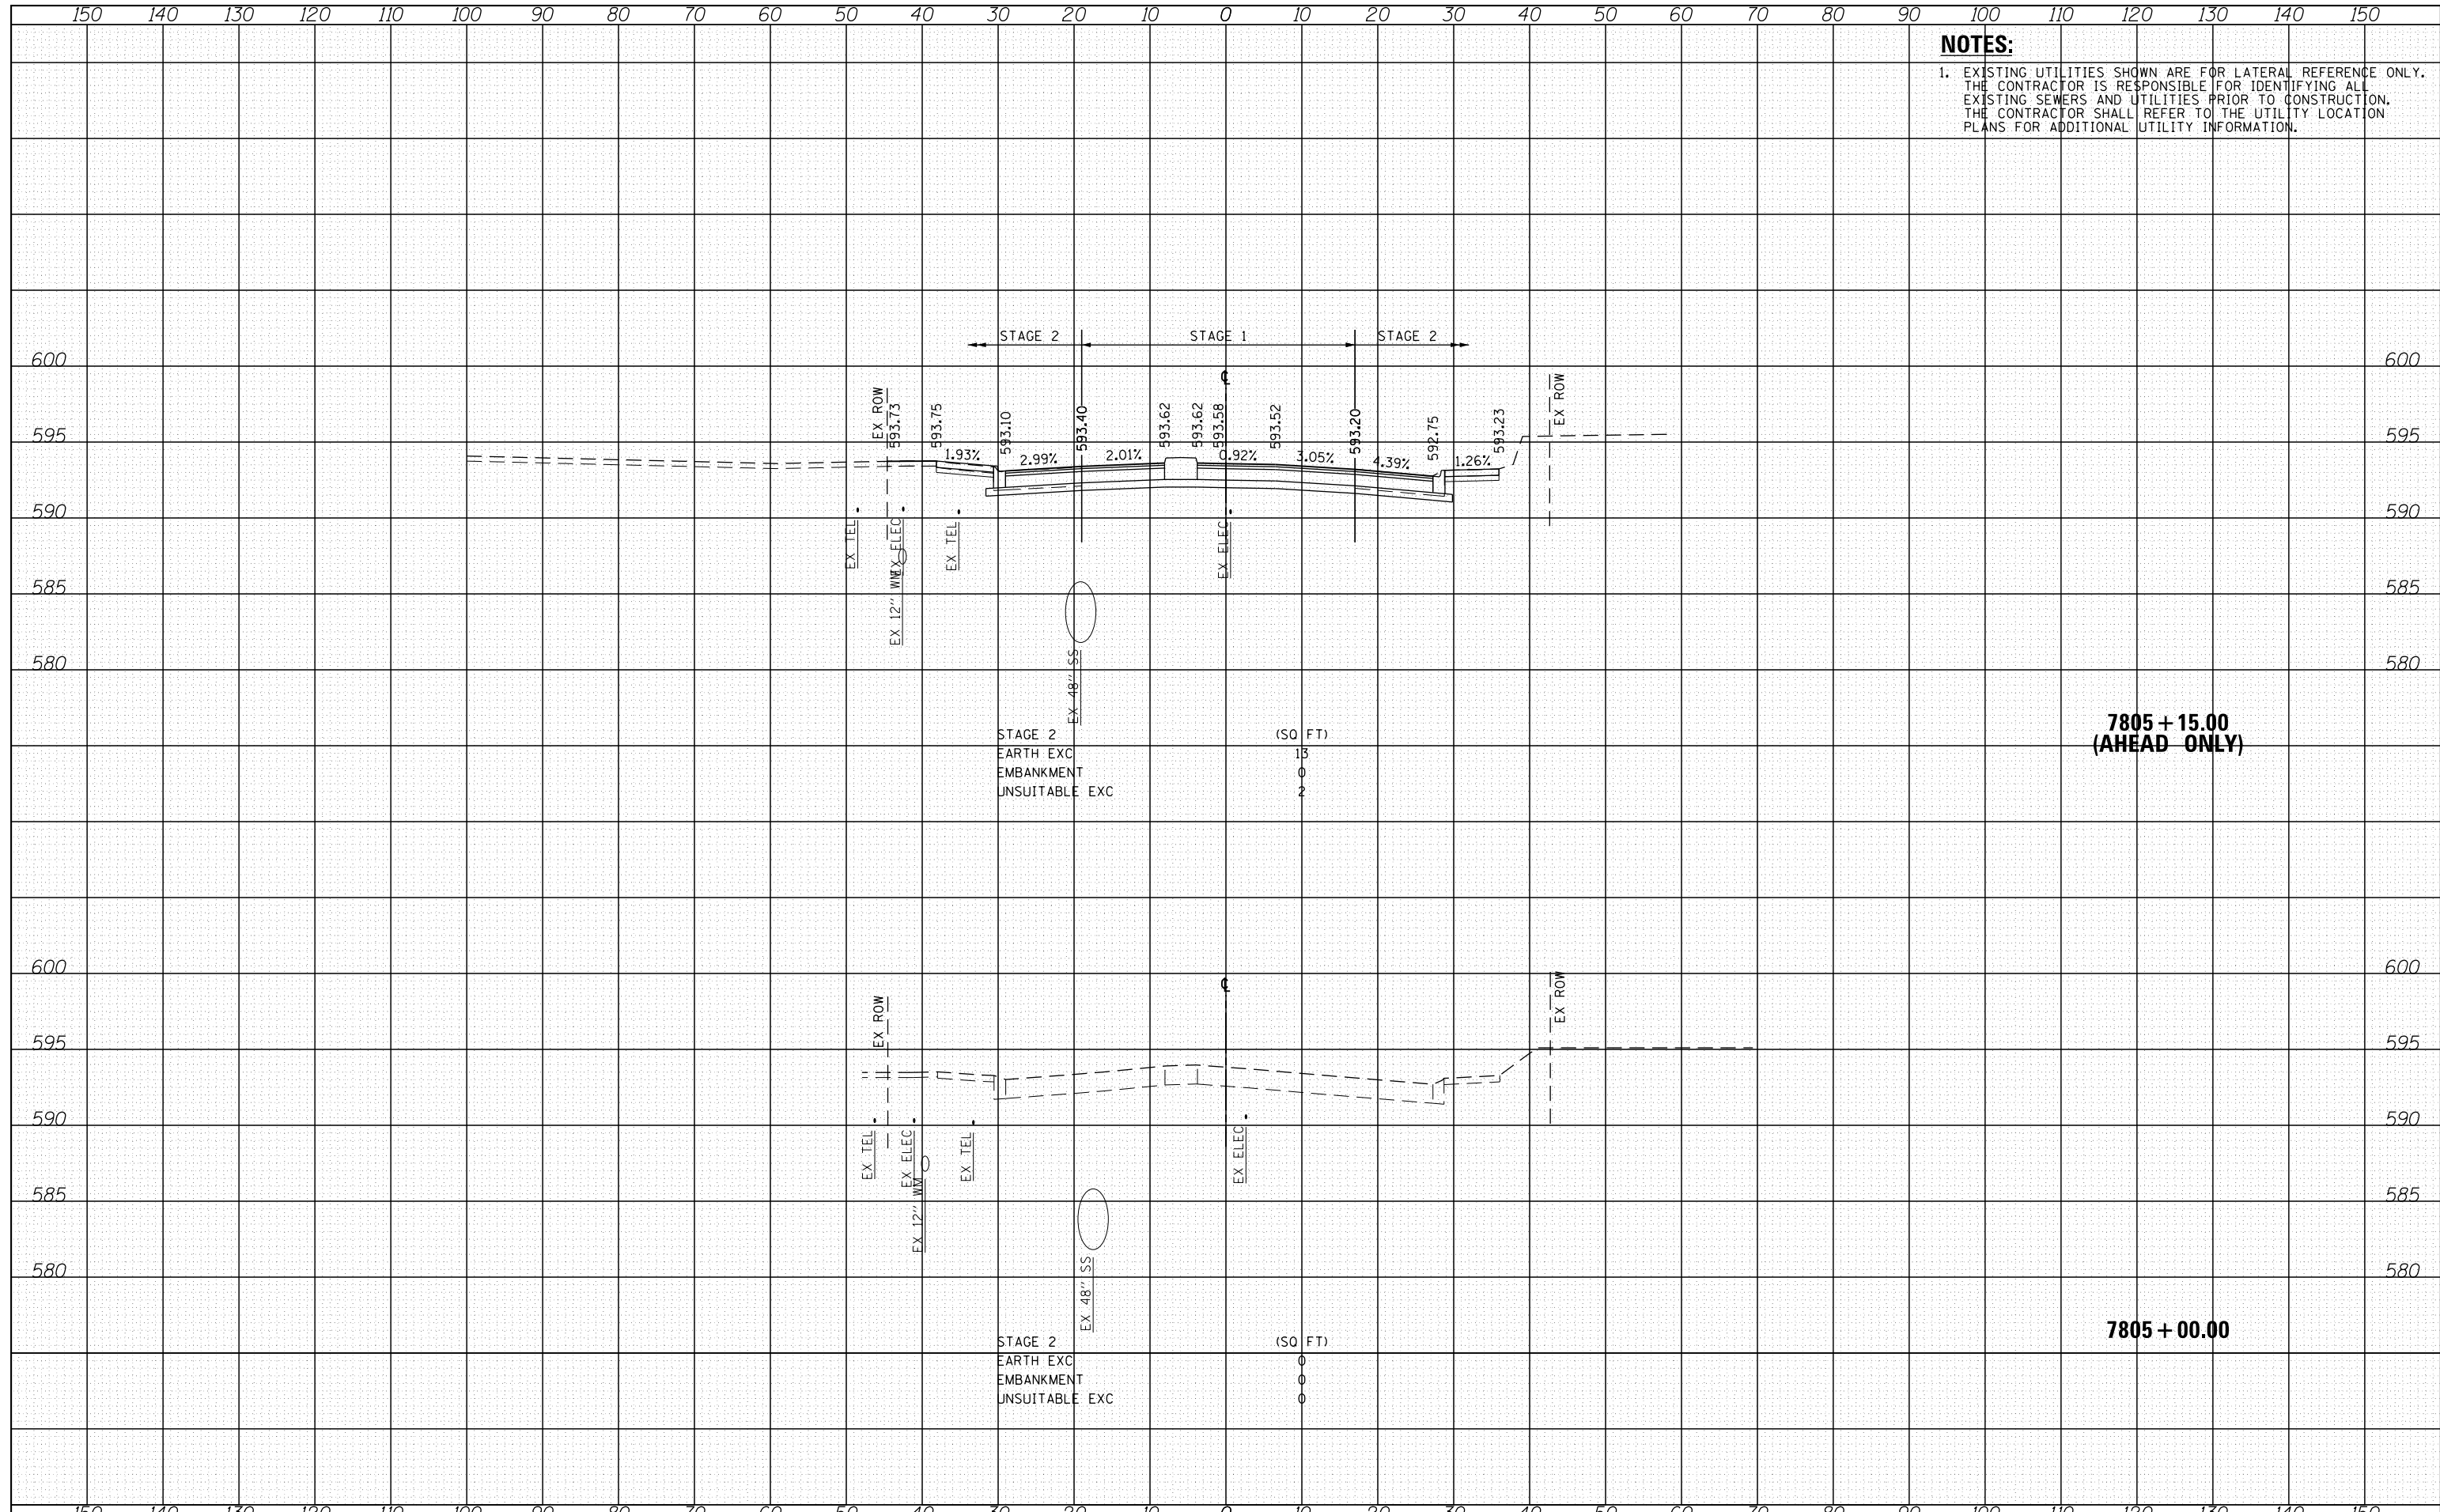 150 140 130 120 110 100 90 80 70 60 50 40 30 20 10 0 10 20 30 40 50 60 70 80 90 100 110 120 130 140 150
NOTES:
1. EXISTING UTILITIES SHOWN ARE FOR LATERAL REFERENCE ONLY.
THE CONTRACTOR IS RESPONSIBLE FOR IDENTIFYING ALL
EXISTING SEWERS AND UTILITIES PRIOR TO CONSTRUCTION.
THE CONTRACTOR SHALL REFER TO THE UTILITY LOCATION
PLANS FOR ADDITIONAL UTILITY INFORMATION.
STAGE 2 STAGE 1 STAGE 2
600 600
℄
EX ROW 593.73 593.75 593.10 593.40 593.62 593.62 593.58 593.52 593.20 592.75 593.23 EX ROW
595 595
1.93% 2.99% 2.01% 0.92% 3.05% 4.39% 1.26%
590 590
EX TEL EX ELEC EX TEL EX ELEC
EX 12" WM
585 585
580 580
EX 48" SS
7805+15.00
(AHEAD ONLY)
STAGE 2 (SQ FT)
EARTH EXC 13
EMBANKMENT 0
UNSUITABLE EXC 2
600 600
℄
EX ROW EX ROW
595 595
590 590
EX TEL EX ELEC EX TEL EX ELEC
EX 12" WM
585 585
580 580
EX 48" SS
7805+00.00
STAGE 2 (SQ FT)
EARTH EXC 0
EMBANKMENT 0
UNSUITABLE EXC 0
150 140 130 120 110 100 90 80 70 60 50 40 30 20 10 0 10 20 30 40 50 60 70 80 90 100 110 120 130 140 150